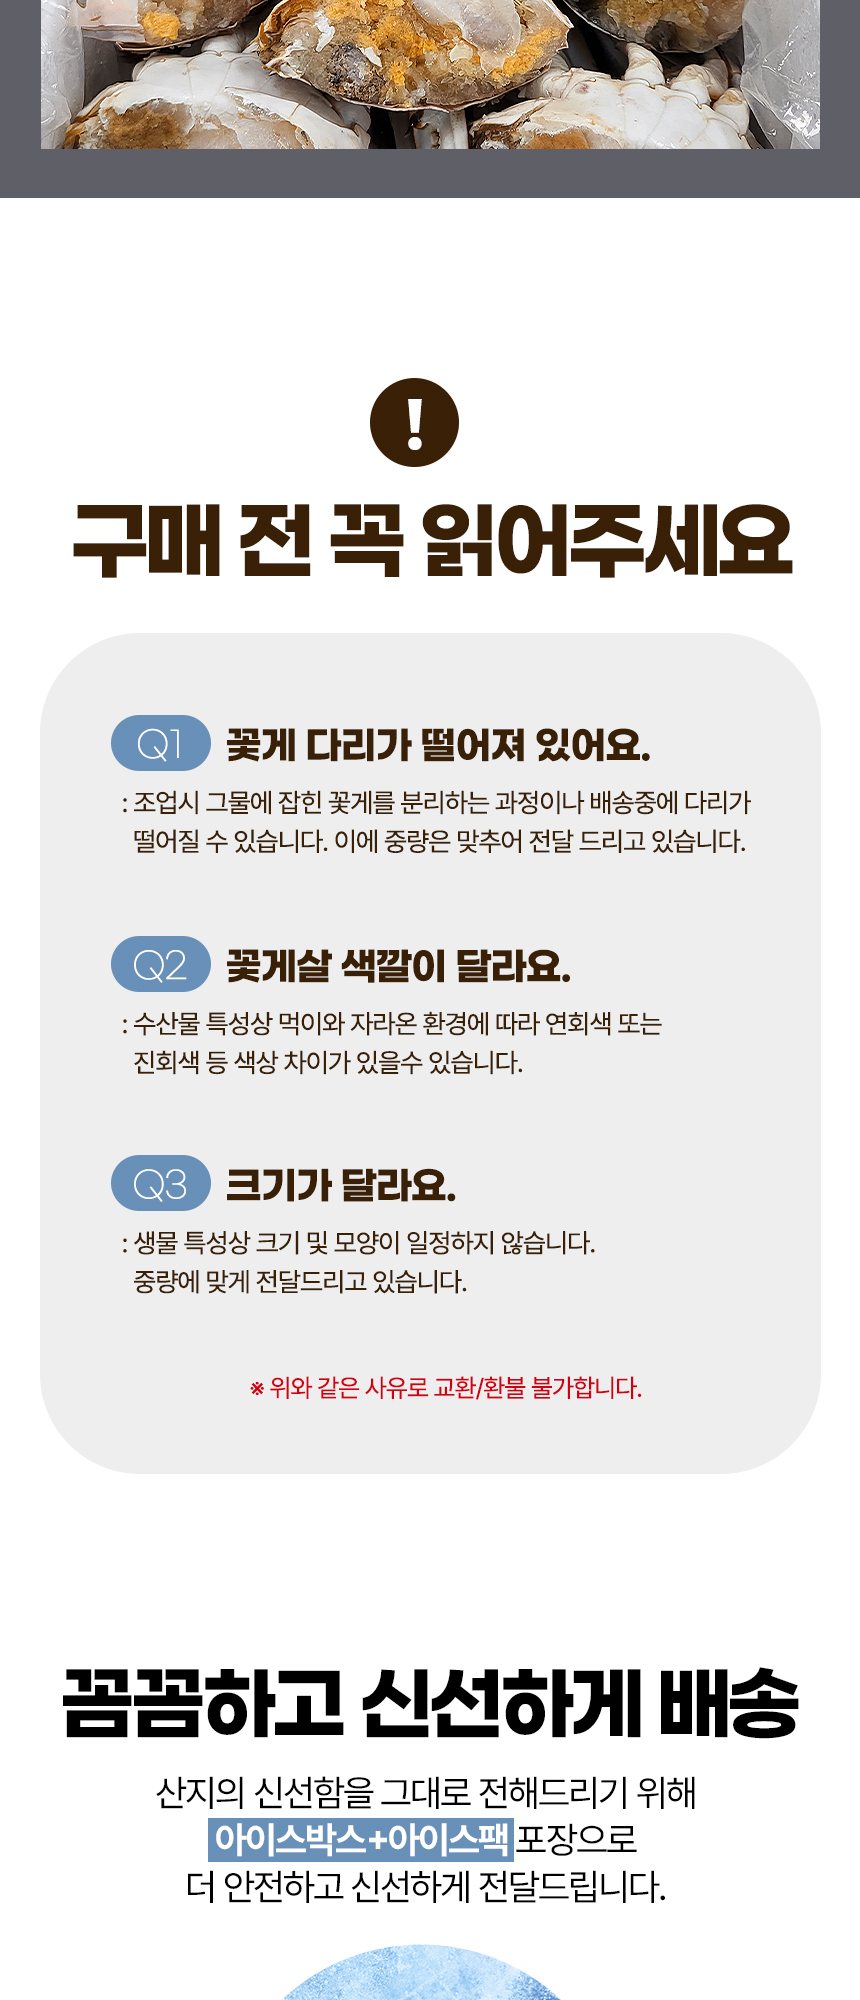 !
구매 전 꼭 읽어주세요
Q1 꽃게 다리가 떨어져 있어요.
: 조업시 그물에 잡힌 꽃게를 분리하는 과정이나 배송중에 다리가
떨어질 수 있습니다. 이에 중량은 맞추어 전달 드리고 있습니다.
Q2 꽃게살 색깔이 달라요.
: 수산물 특성상 먹이와 자라온 환경에 따라 연회색 또는
진회색 등 색상 차이가 있을수 있습니다.
Q3 크기가 달라요.
: 생물 특성상 크기 및 모양이 일정하지 않습니다.
중량에 맞게 전달드리고 있습니다.
※ 위와 같은 사유로 교환/환불 불가합니다.
꼼꼼하고 신선하게 배송
산지의 신선함을 그대로 전해드리기 위해
아이스박스+아이스팩 포장으로
더 안전하고 신선하게 전달드립니다.